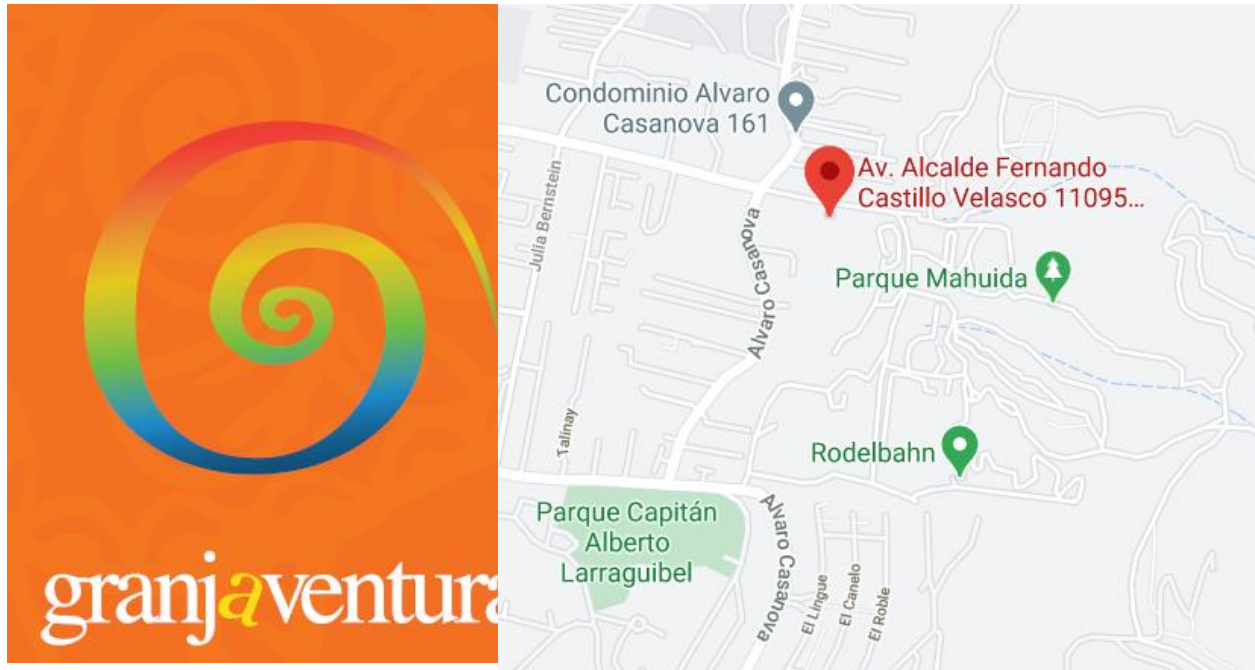 granjaventura
Condominio Alvaro
Casanova 161
Av. Alcalde Fernando
Castillo Velasco 11095...
Julia Bernstein
Alvaro Casanova
Parque Mahuida
Talinay
Rodelbahn
Parque Capitán
Alberto
Larraguibel
Alvaro Casanova
El Lingue
El Canelo
El Roble